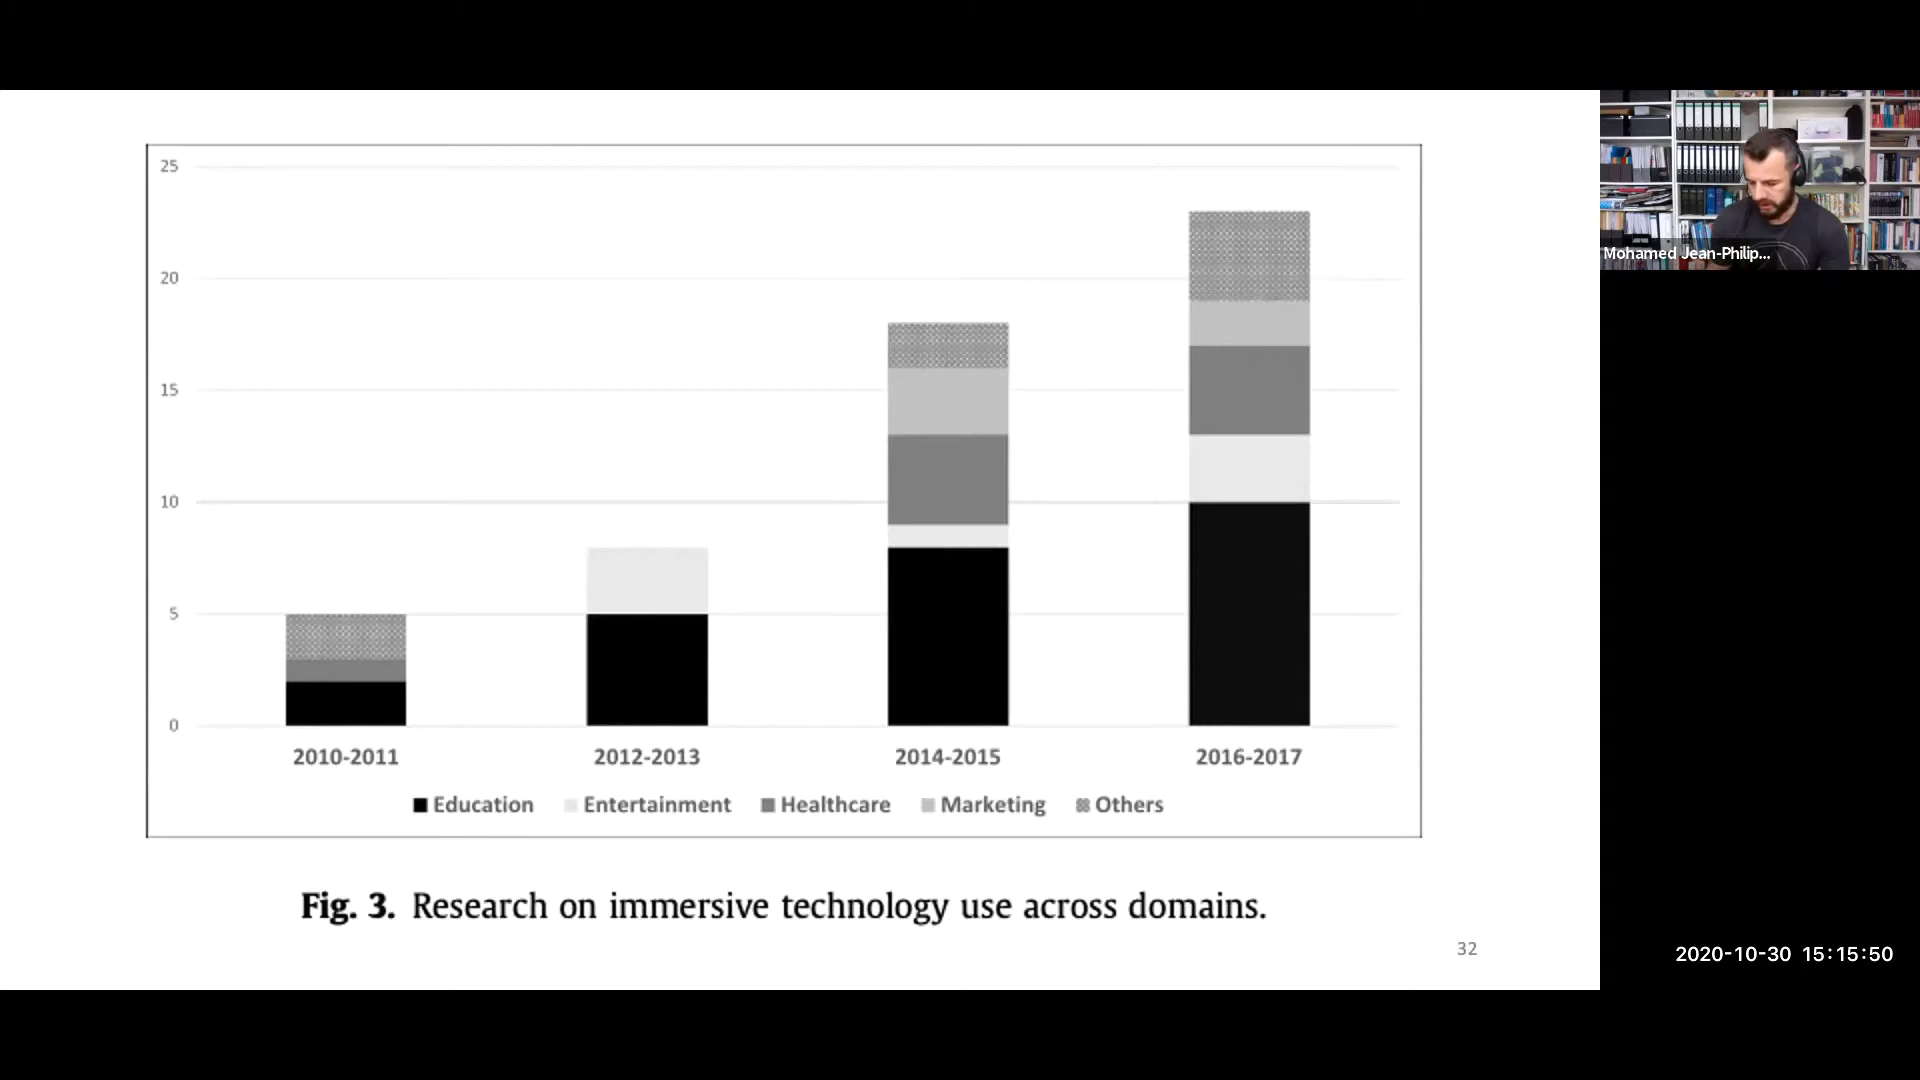 25
20
15
10
5
0
2010-2011 2012-2013 2014-2015 2016-2017
Education Entertainment Healthcare Marketing Others
Fig. 3. Research on immersive technology use across domains.
32
Mohamed Jean-Philip...
2020-10-30 15:15:50